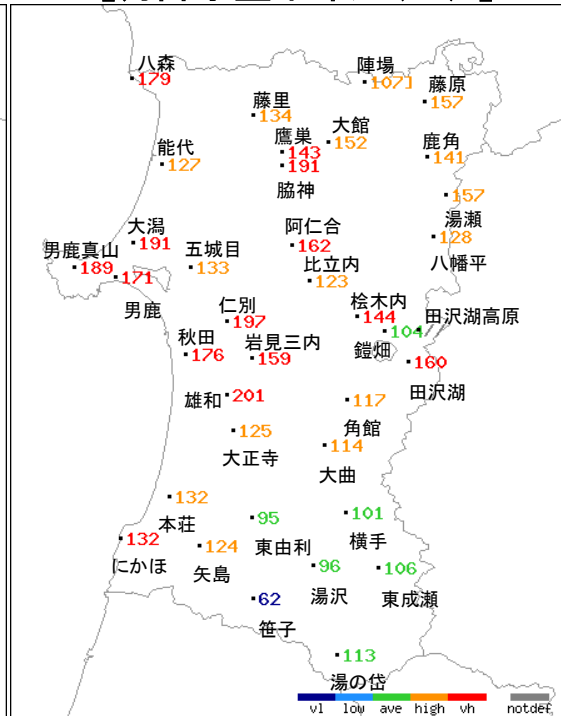 八森
179
陣場
107]
藤原
157
藤里
134
大館
152
鷹巣
143
191
脇神
鹿角
141
能代
127
157
湯瀬
128
八幡平
大潟
191
阿仁合
162
男鹿真山
189
171
男鹿
五城目
133
比立内
123
仁別
197
桧木内
144
104
田沢湖高原
鎧畑
秋田
176
岩見三内
159
160
田沢湖
雄和
201
117
角館
125
大正寺
114
大曲
132
本荘
95
東由利
101
横手
132
にかほ
124
矢島
96
湯沢
106
東成瀬
62
笹子
113
湯の岱
vl low ave high vh notdef